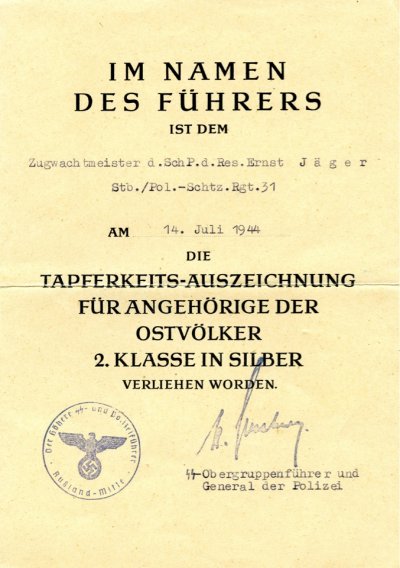 IM NAMEN
DES FÜHRERS
IST DEM
Zugwachtmeister d.SchP.d.Res.Ernst Jäger
Stb./Pol.-Schtz.Rgt.31
AM 14. Juli 1944
DIE
TAPFERKEITS-AUSZEICHNUNG
FÜR ANGEHÖRIGE DER
OSTVÖLKER
2. KLASSE IN SILBER
VERLIEHEN WORDEN.
Der Höhere ᛋᛋ- und Polizeiführer
Rußland-Mitte
ᛋᛋ-Obergruppenführer und
General der Polizei